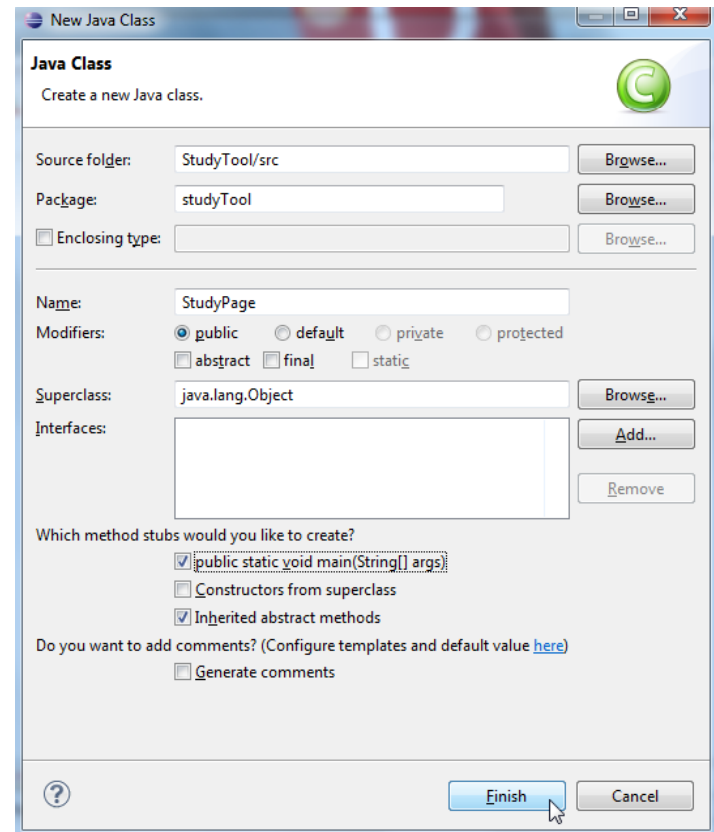 New Java Class
Java Class
Create a new Java class.
C
Source folder: StudyTool/src Browse...
Package: studyTool Browse...
Enclosing type: Browse...
Name: StudyPage
Modifiers: public default private protected
abstract final static
Superclass: java.lang.Object Browse...
Interfaces: Add...
Remove
Which method stubs would you like to create?
public static void main(String[] args)
Constructors from superclass
Inherited abstract methods
Do you want to add comments? (Configure templates and default value here)
Generate comments
? Finish Cancel